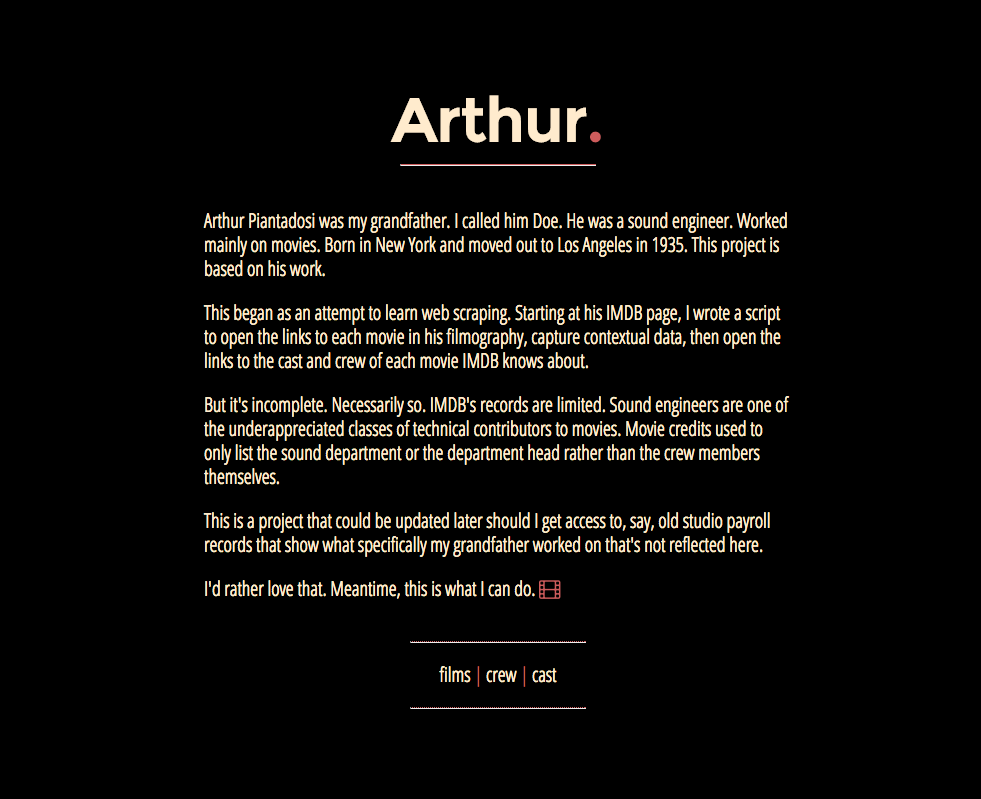 Arthur.
Arthur Piantadosi was my grandfather. I called him Doe. He was a sound engineer. Worked
mainly on movies. Born in New York and moved out to Los Angeles in 1935. This project is
based on his work.
This began as an attempt to learn web scraping. Starting at his IMDB page, I wrote a script
to open the links to each movie in his filmography, capture contextual data, then open the
links to the cast and crew of each movie IMDB knows about.
But it's incomplete. Necessarily so. IMDB's records are limited. Sound engineers are one of
the underappreciated classes of technical contributors to movies. Movie credits used to
only list the sound department or the department head rather than the crew members
themselves.
This is a project that could be updated later should I get access to, say, old studio payroll
records that show what specifically my grandfather worked on that's not reflected here.
I'd rather love that. Meantime, this is what I can do.
films | crew | cast